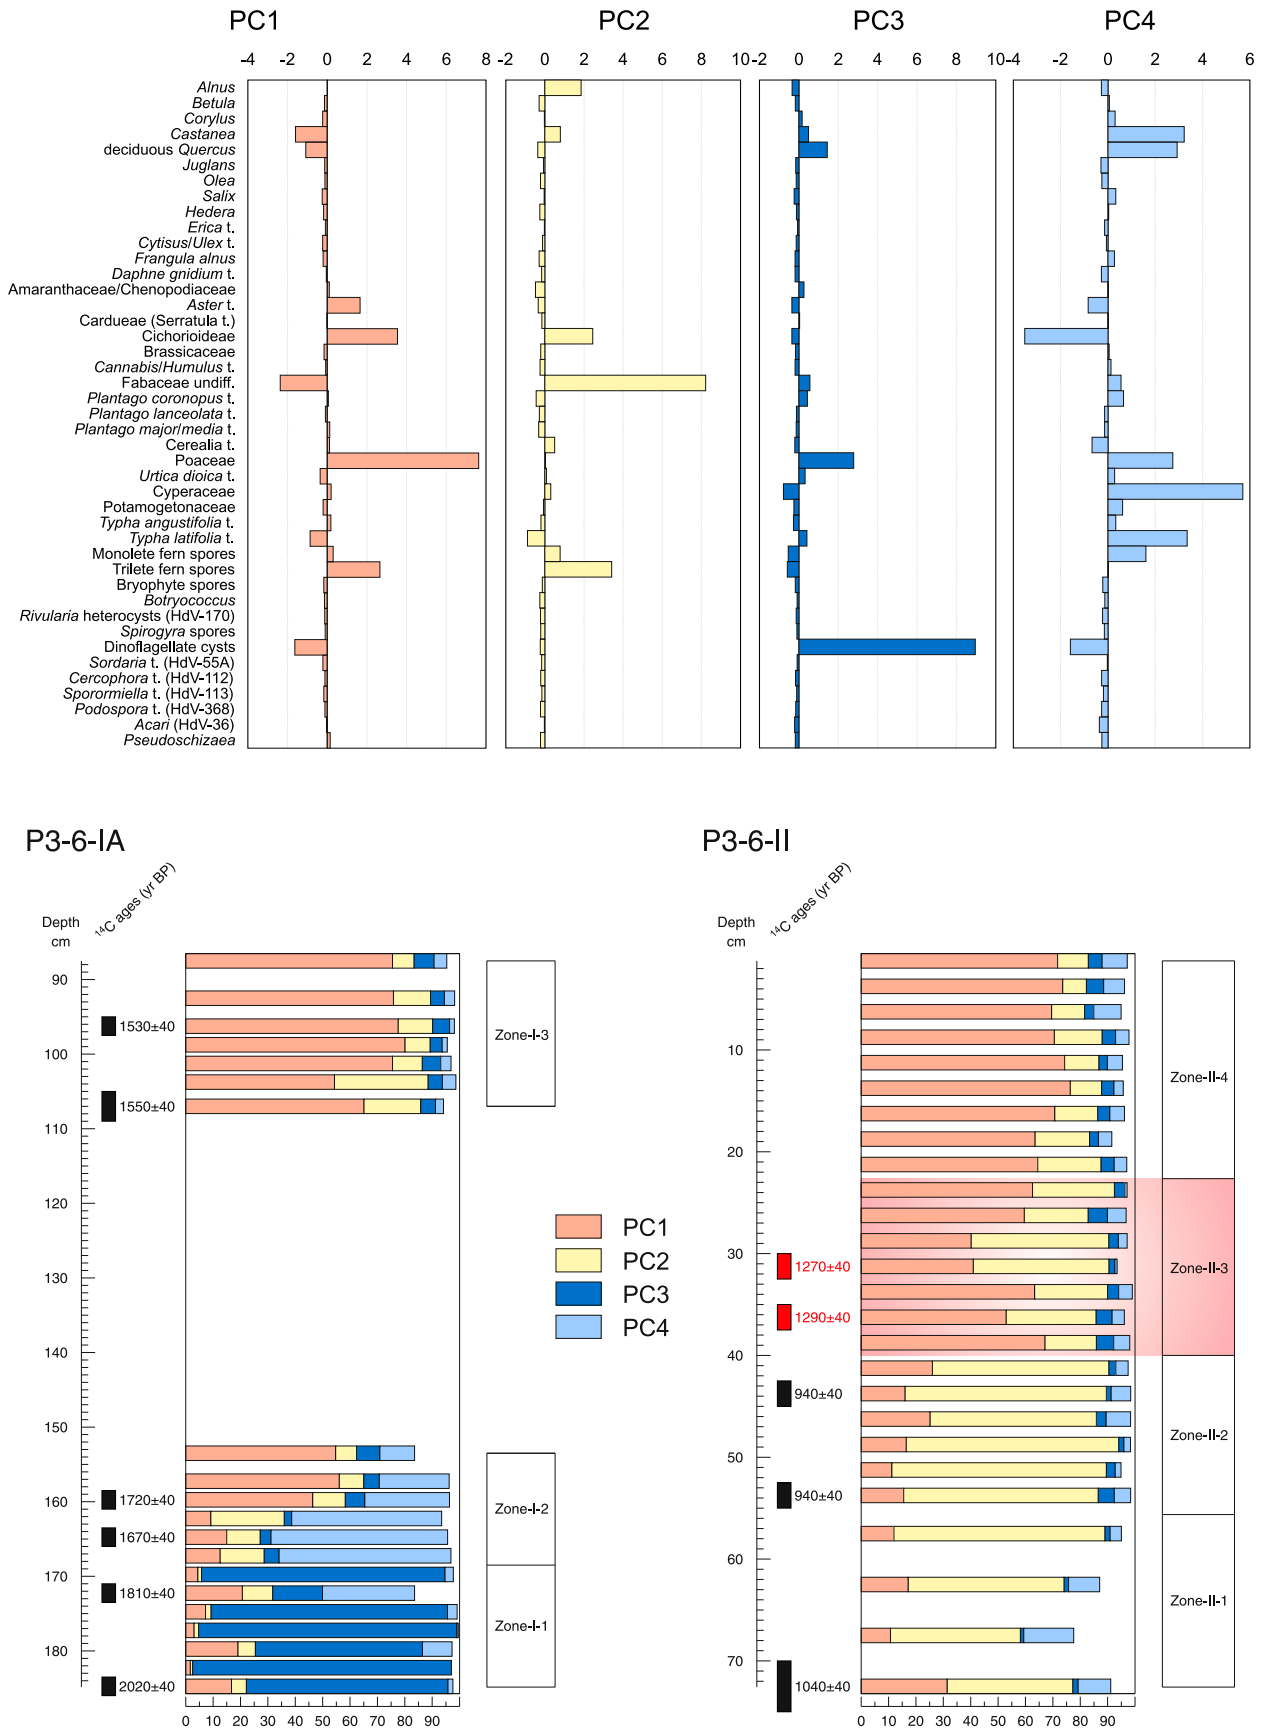 PC1 PC2 PC3 PC4
-4 -2 0 2 4 6 8 -2 0 2 4 6 8 10 -2 0 2 4 6 8 10 -4 -2 0 2 4 6
Alnus
Betula
Corylus
Castanea
deciduous Quercus
Juglans
Olea
Salix
Hedera
Erica t.
Cytisus/Ulex t.
Frangula alnus
Daphne gnidium t.
Amaranthaceae/Chenopodiaceae
Aster t.
Cardueae (Serratula t.)
Cichorioideae
Brassicaceae
Cannabis/Humulus t.
Fabaceae undiff.
Plantago coronopus t.
Plantago lanceolata t.
Plantago major/media t.
Cerealia t.
Poaceae
Urtica dioica t.
Cyperaceae
Potamogetonaceae
Typha angustifolia t.
Typha latifolia t.
Monolete fern spores
Trilete fern spores
Bryophyte spores
Botryococcus
Rivularia heterocysts (HdV-170)
Spirogyra spores
Dinoflagellate cysts
Sordaria t. (HdV-55A)
Cercophora t. (HdV-112)
Sporormiella t. (HdV-113)
Podospora t. (HdV-368)
Acari (HdV-36)
Pseudoschizaea
P3-6-IA
Depth
cm
14C ages (yr BP)
90
100
110
120
130
140
150
160
170
180
1530±40
1550±40
1720±40
1670±40
1810±40
2020±40
Zone-I-3
Zone-I-2
Zone-I-1
0 10 20 30 40 50 60 70 80 90
PC1
PC2
PC3
PC4
P3-6-II
Depth
cm
14C ages (yr BP)
10
20
30
40
50
60
70
1270±40
1290±40
940±40
940±40
1040±40
Zone-II-4
Zone-II-3
Zone-II-2
Zone-II-1
0 10 20 30 40 50 60 70 80 90